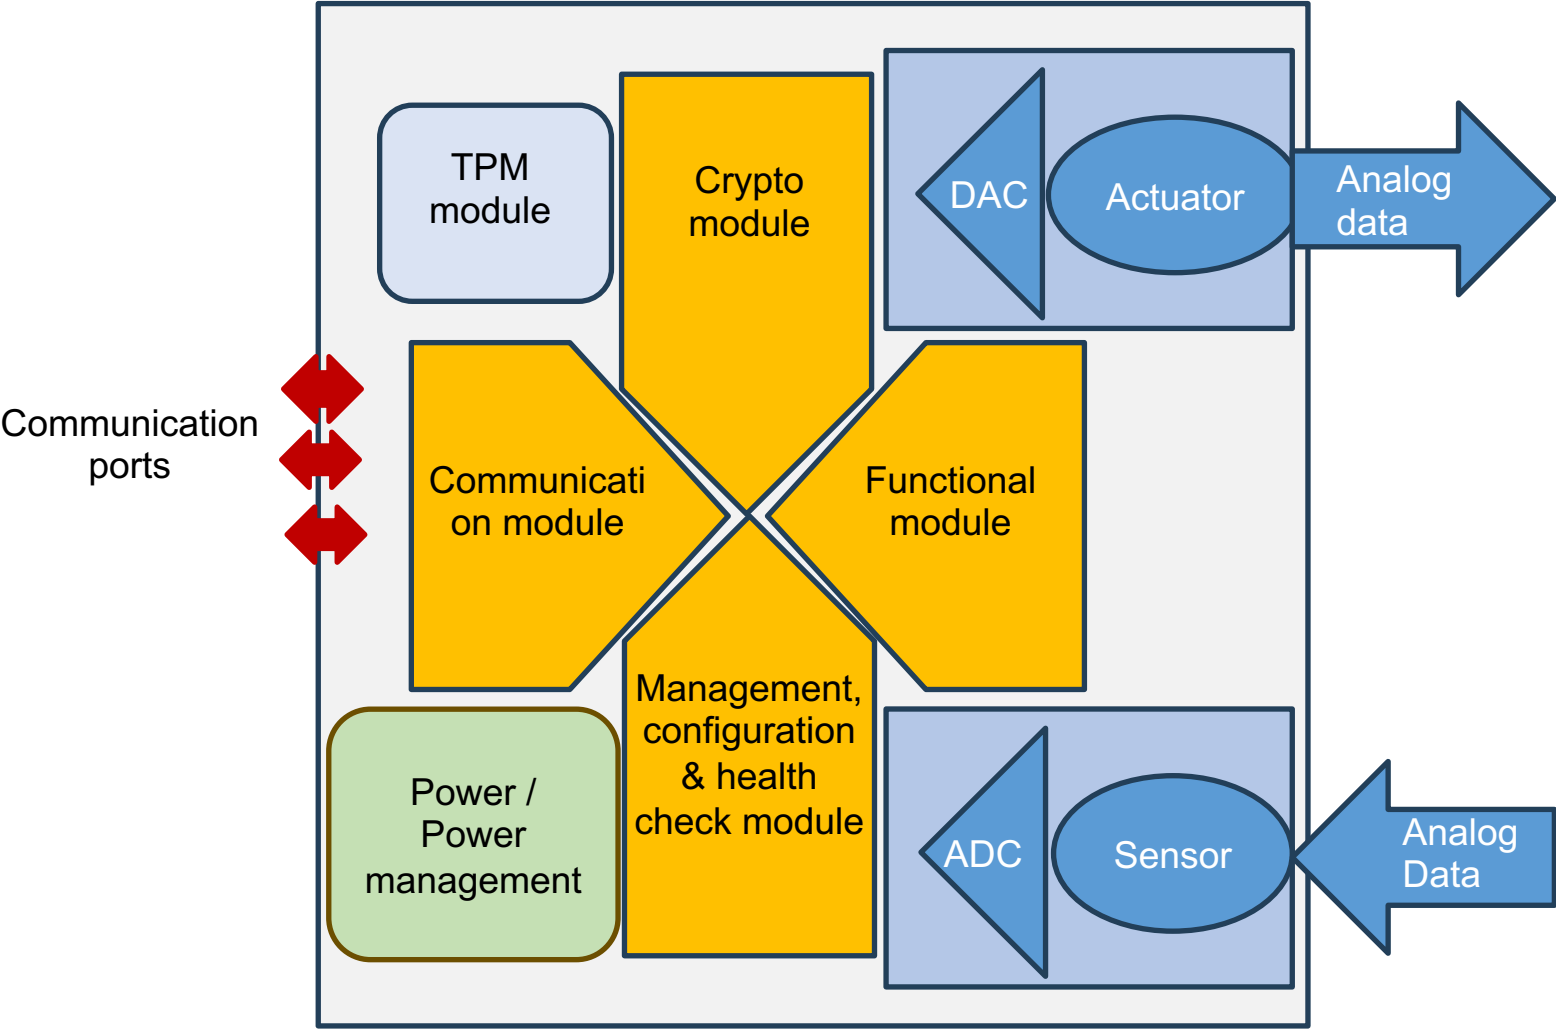 TPM
module
Crypto
module
DAC
Actuator
Analog
data
Communication
ports
Communicati
on module
Functional
module
Management,
configuration
& health
check module
Power /
Power
management
ADC
Sensor
Analog
Data